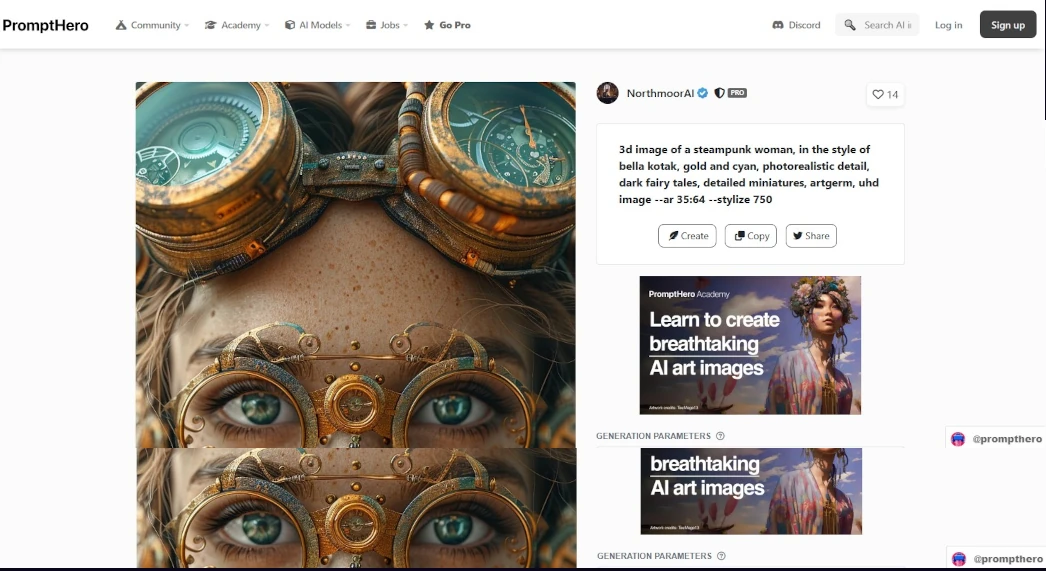 PromptHero
Community
Academy
AI Models
Jobs
Go Pro
Discord
Search AI i
Log in
Sign up
NorthmoorAI
PRO
14
3d image of a steampunk woman, in the style of
bella kotak, gold and cyan, photorealistic detail,
dark fairy tales, detailed miniatures, artgerm, uhd
image --ar 35:64 --stylize 750
Create
Copy
Share
PromptHero Academy
Learn to create
breathtaking
AI art images
GENERATION PARAMETERS
@prompthero
breathtaking
AI art images
GENERATION PARAMETERS
@prompthero